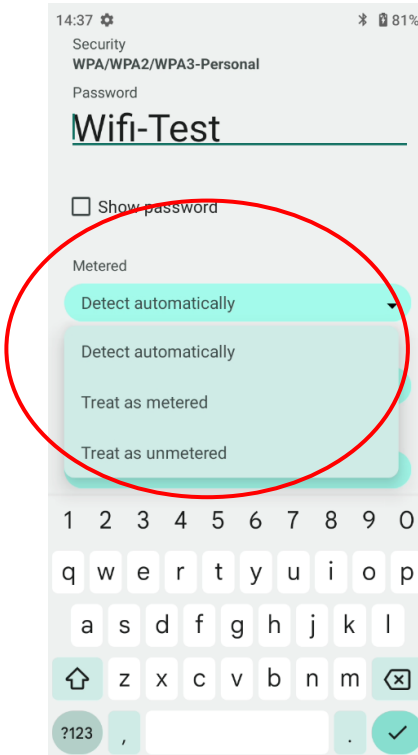 14:37 81%
Security
WPA/WPA2/WPA3-Personal
Password
Wifi-Test
Show password
Metered
Detect automatically
Detect automatically
Treat as metered
Treat as unmetered
1 2 3 4 5 6 7 8 9 0
q w e r t y u i o p
a s d f g h j k l
z x c v b n m
?123 , .